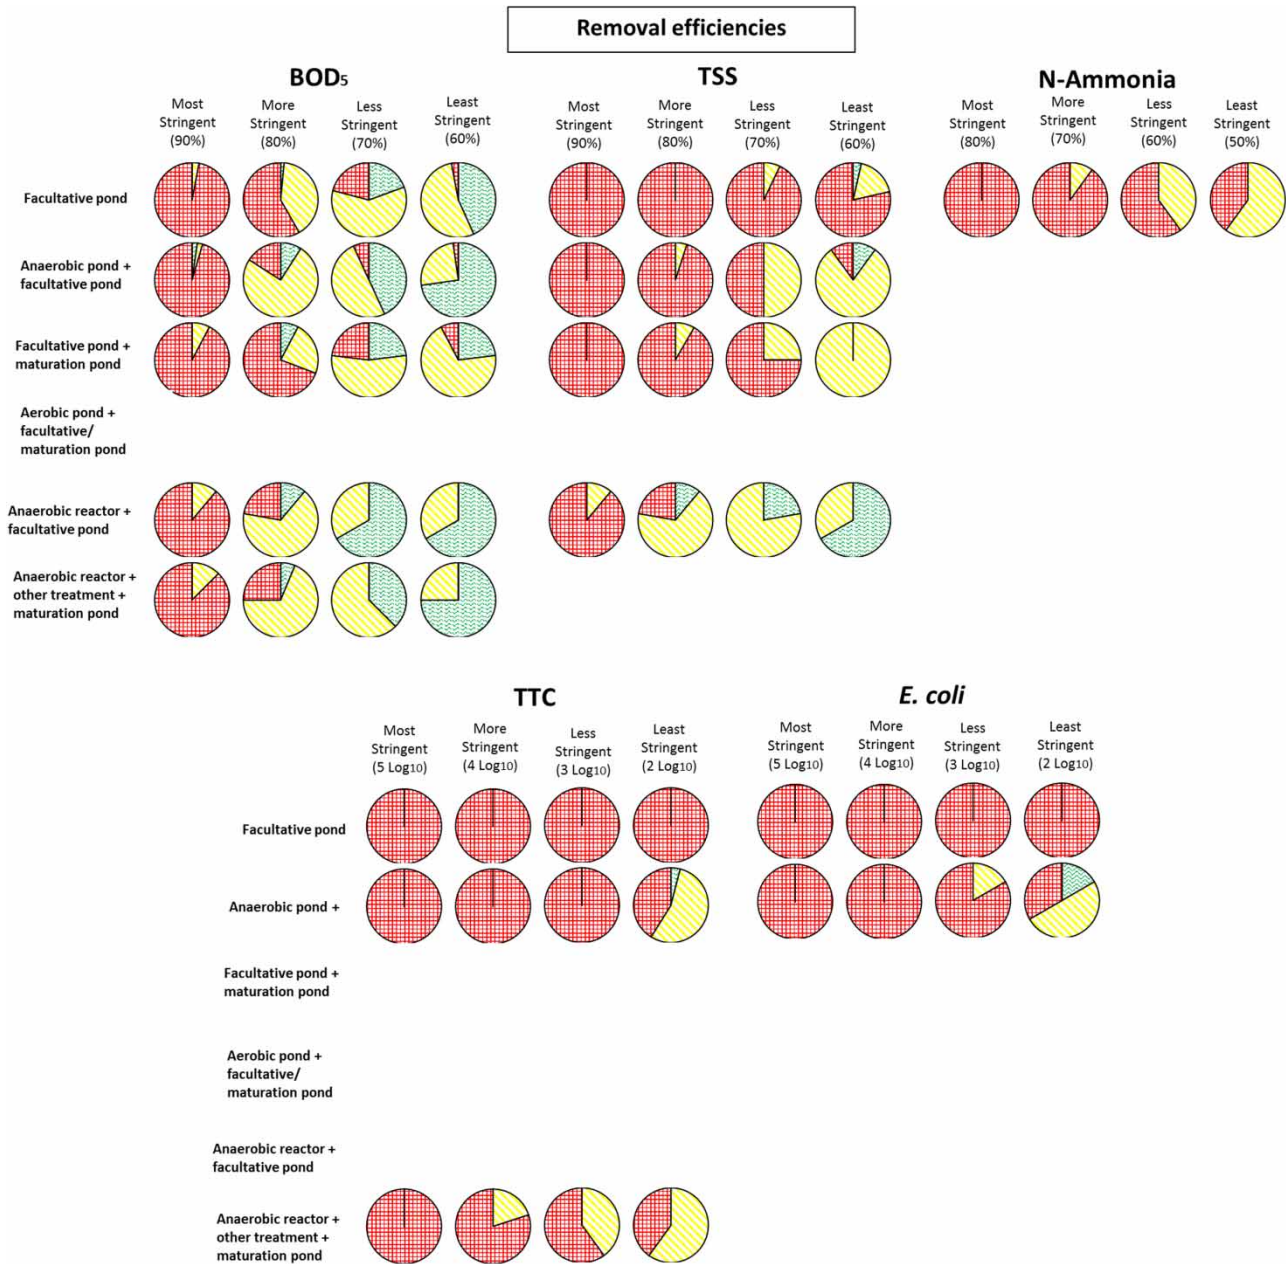 Removal efficiencies
BOD₅
TSS
N-Ammonia
Most
Stringent
(90%)
More
Stringent
(80%)
Less
Stringent
(70%)
Least
Stringent
(60%)
Most
Stringent
(90%)
More
Stringent
(80%)
Less
Stringent
(70%)
Least
Stringent
(60%)
Most
Stringent
(80%)
More
Stringent
(70%)
Less
Stringent
(60%)
Least
Stringent
(50%)
Facultative pond
Anaerobic pond +
facultative pond
Facultative pond +
maturation pond
Aerobic pond +
facultative/
maturation pond
Anaerobic reactor +
facultative pond
Anaerobic reactor +
other treatment +
maturation pond
TTC
E. coli
Most
Stringent
(5 Log₁₀)
More
Stringent
(4 Log₁₀)
Less
Stringent
(3 Log₁₀)
Least
Stringent
(2 Log₁₀)
Most
Stringent
(5 Log₁₀)
More
Stringent
(4 Log₁₀)
Less
Stringent
(3 Log₁₀)
Least
Stringent
(2 Log₁₀)
Facultative pond
Anaerobic pond +
Facultative pond +
maturation pond
Aerobic pond +
facultative/
maturation pond
Anaerobic reactor +
facultative pond
Anaerobic reactor +
other treatment +
maturation pond